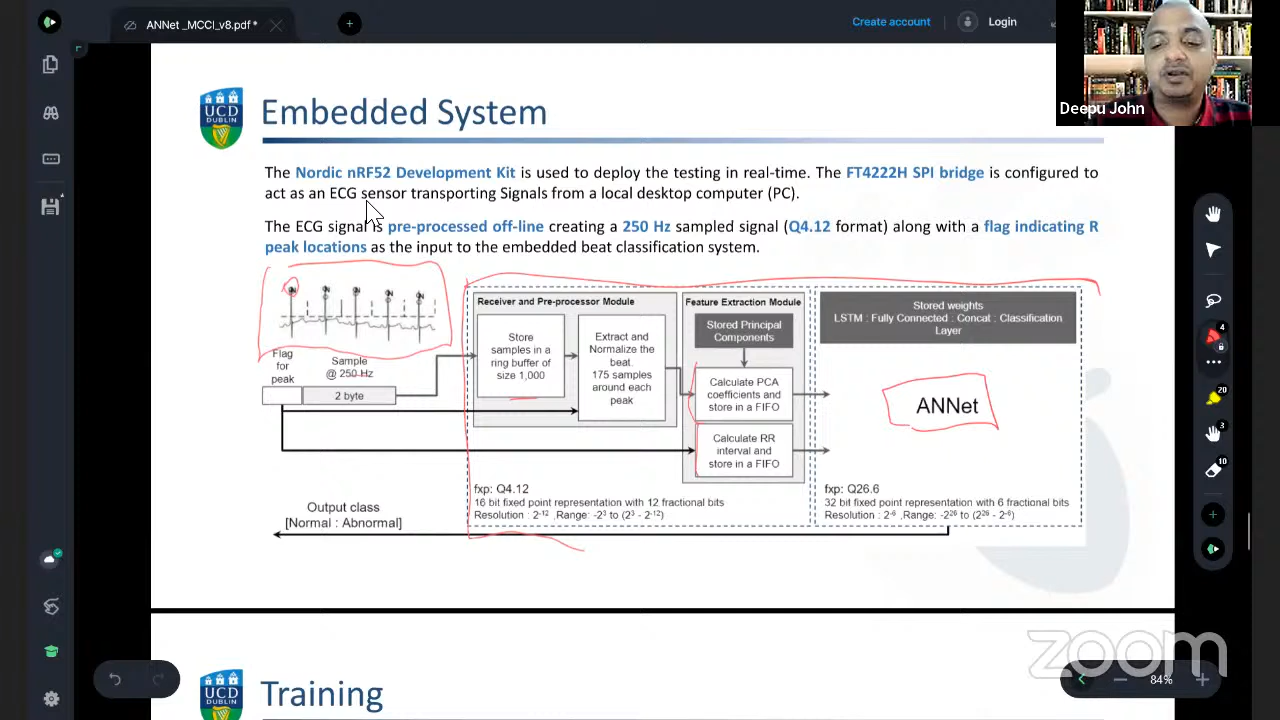 ANNet _MCCI_v8.pdf *
Create account
Login
Deepu John
UCD
DUBLIN
Embedded System
The Nordic nRF52 Development Kit is used to deploy the testing in real-time. The FT4222H SPI bridge is configured to
act as an ECG sensor transporting Signals from a local desktop computer (PC).
The ECG signal is pre-processed off-line creating a 250 Hz sampled signal (Q4.12 format) along with a flag indicating R
peak locations as the input to the embedded beat classification system.
N N N N N
Flag
for
peak
Sample
@ 250 Hz
2 byte
Receiver and Pre-processor Module
Store
samples in a
ring buffer of
size 1,000
Extract and
Normalize the
beat.
175 samples
around each
peak
Feature Extraction Module
Stored Principal
Components
Calculate PCA
coefficients and
store in a FIFO
Calculate RR
interval and
store in a FIFO
Stored weights
LSTM : Fully Connected : Concat : Classification
Layer
ANNet
fxp: Q4.12
16 bit fixed point representation with 12 fractional bits
Resolution : 2-12 ,Range: -23 to (23 - 2-12)
fxp: Q26.6
32 bit fixed point representation with 6 fractional bits
Resolution : 2-6 ,Range: -226 to (226 - 2-6)
Output class
[Normal : Abnormal]
UCD
DUBLIN
Training
zoom
84%
4
20
3
10